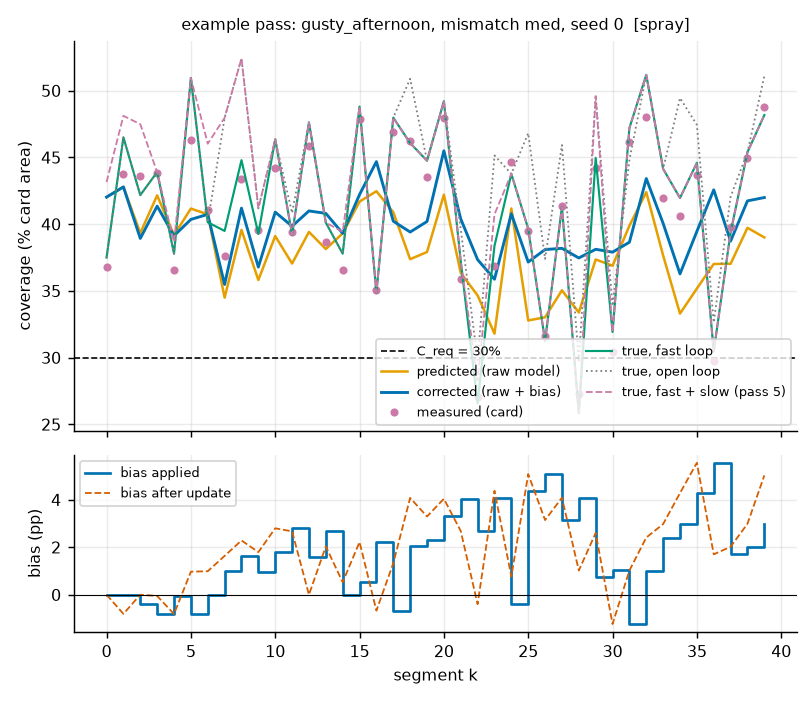 example pass: gusty_afternoon, mismatch med, seed 0  [spray]
50
45
40
35
30
25
coverage (% card area)
C_req = 30%
predicted (raw model)
corrected (raw + bias)
measured (card)
true, fast loop
true, open loop
true, fast + slow (pass 5)
bias applied
bias after update
4
2
0
bias (pp)
0 5 10 15 20 25 30 35 40
segment k